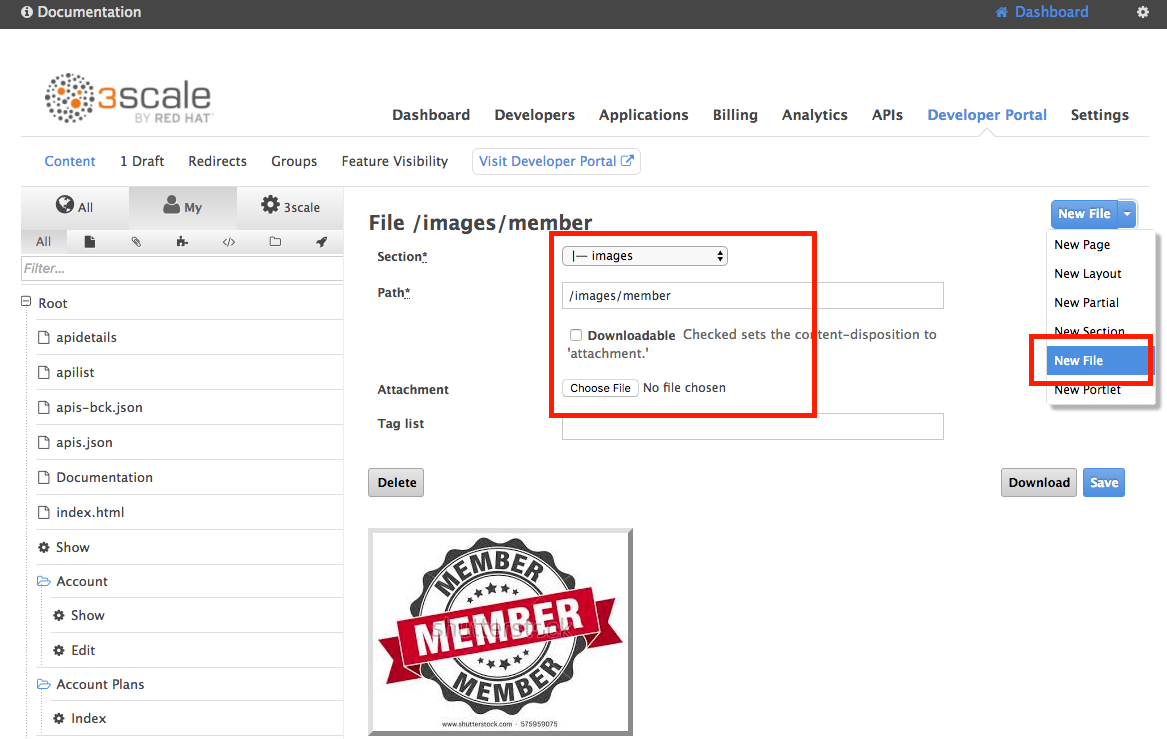 Documentation
Dashboard
3scale
BY RED HAT
Dashboard Developers Applications Billing Analytics APIs Developer Portal Settings
Content 1 Draft Redirects Groups Feature Visibility Visit Developer Portal
All My 3scale
All
Filter...
Root
apidetails
apilist
apis-bck.json
apis.json
Documentation
index.html
Show
Account
Show
Edit
Account Plans
Index
File /images/member
Section*
|— images
Path*
/images/member
Downloadable Checked sets the content-disposition to
'attachment.'
Attachment
Choose File No file chosen
Tag list
Delete
Download
Save
New File
New Page
New Layout
New Partial
New Section
New File
New Portlet
MEMBER
MEMBER
shutterstock
MEMBER
www.shutterstock.com · 575959075